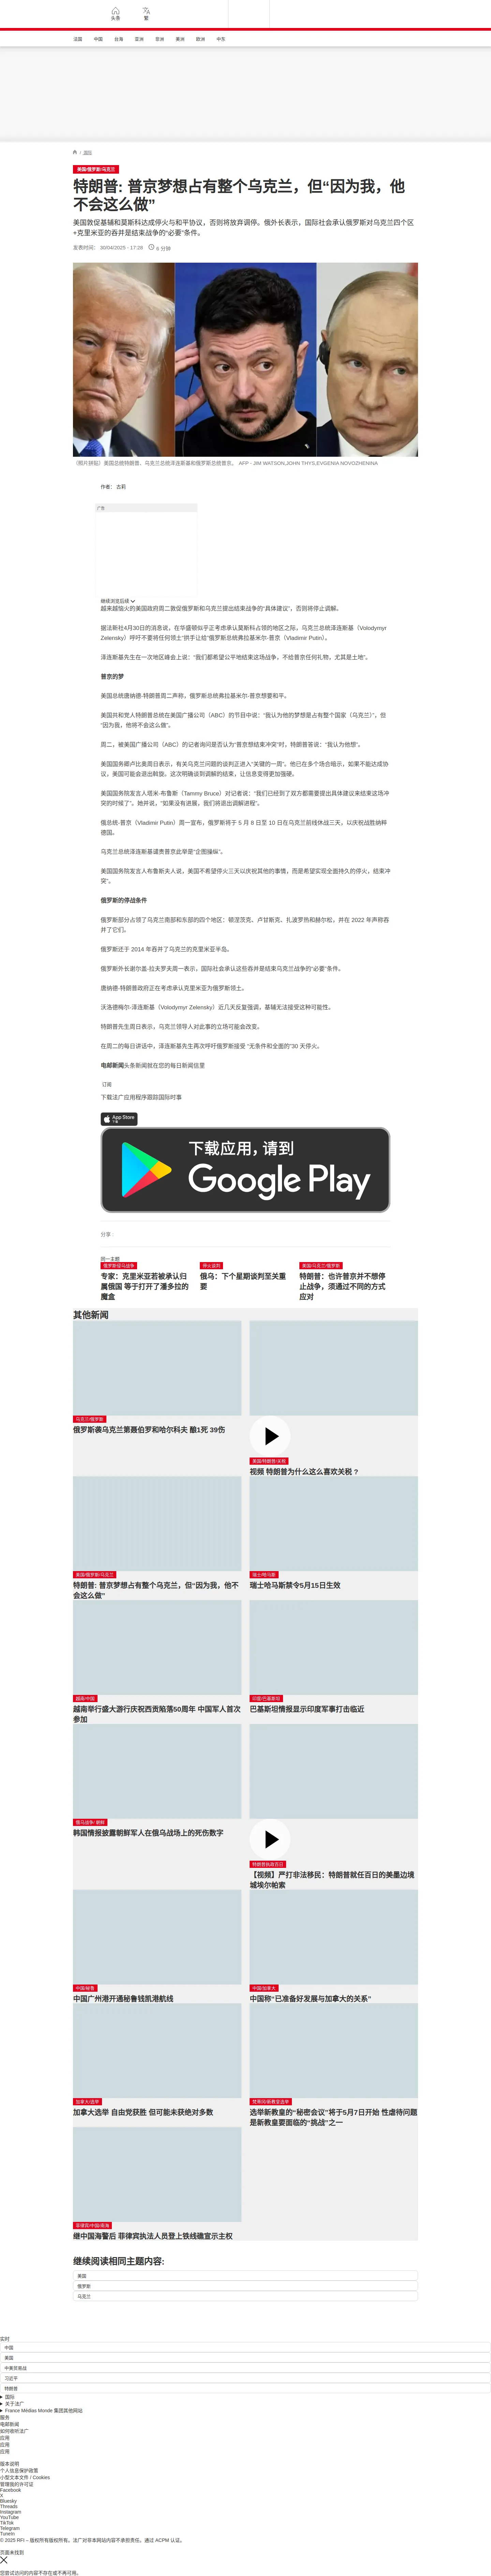 头条
繁
法国
中国
台海
亚洲
非洲
美洲
欧洲
中东
/ 国际
美国/俄罗斯/乌克兰
特朗普: 普京梦想占有整个乌克兰，但“因为我，他不会这么做”
美国敦促基辅和莫斯科达成停火与和平协议，否则将放弃调停。俄外长表示，国际社会承认俄罗斯对乌克兰四个区+克里米亚的吞并是结束战争的“必要”条件。
发表时间： 30/04/2025 - 17:28
6 分钟
（照片拼贴）美国总统特朗普、乌克兰总统泽连斯基和俄罗斯总统普京。 AFP - JIM WATSON,JOHN THYS,EVGENIA NOVOZHENINA
作者： 古莉
广告
继续浏览后续
越来越恼火的美国政府周二敦促俄罗斯和乌克兰提出结束战争的“具体建议”，否则将停止调解。
据法新社4月30日的消息说，在华盛顿似乎正考虑承认莫斯科占领的地区之际，乌克兰总统泽连斯基（Volodymyr Zelensky）呼吁不要将任何领土“拱手让给”俄罗斯总统弗拉基米尔-普京（Vladimir Putin）。
泽连斯基先生在一次地区峰会上说：“我们都希望公平地结束这场战争，不给普京任何礼物，尤其是土地”。
普京的梦
美国总统唐纳德-特朗普周二声称，俄罗斯总统弗拉基米尔-普京想要和平。
美国共和党人特朗普总统在美国广播公司（ABC）的节目中说：“我认为他的梦想是占有整个国家（乌克兰）”，但 “因为我，他将不会这么做”。
周二，被美国广播公司（ABC）的记者询问是否认为“普京想结束冲突”时，特朗普答说：“我认为他想”。
美国国务卿卢比奥周日表示，有关乌克兰问题的谈判正进入“关键的一周”。他已在多个场合暗示，如果不能达成协议，美国可能会退出斡旋。这次明确谈到调解的结束，让信息变得更加强硬。
美国国务院发言人塔米-布鲁斯（Tammy Bruce）对记者说：“我们已经到了双方都需要提出具体建议来结束这场冲突的时候了”。她并说，“如果没有进展，我们将退出调解进程”。
俄总统-普京（Vladimir Putin）周一宣布，俄罗斯将于 5 月 8 日至 10 日在乌克兰前线休战三天，以庆祝战胜纳粹德国。
乌克兰总统泽连斯基谴责普京此举是“企图操纵”。
美国国务院发言人布鲁斯夫人说，美国不希望停火三天以庆祝其他的事情，而是希望实现全面持久的停火，结束冲突”。
俄罗斯的停战条件
俄罗斯部分占领了乌克兰南部和东部的四个地区：顿涅茨克、卢甘斯克、扎波罗热和赫尔松，并在 2022 年声称吞并了它们。
俄罗斯还于 2014 年吞并了乌克兰的克里米亚半岛。
俄罗斯外长谢尔盖-拉夫罗夫周一表示，国际社会承认这些吞并是结束乌克兰战争的“必要”条件。
唐纳德-特朗普政府正在考虑承认克里米亚为俄罗斯领土。
沃洛德梅尔-泽连斯基（Volodymyr Zelensky）近几天反复强调，基辅无法接受这种可能性。
特朗普先生周日表示，乌克兰领导人对此事的立场可能会改变。
在周二的每日讲话中，泽连斯基先生再次呼吁俄罗斯接受 “无条件和全面的”30 天停火。
电邮新闻头条新闻就在您的每日新闻信里
订阅
下载法广应用程序跟踪国际时事
App Store
下载
下载应用，请到
Google Play
分享 :
同一主题
俄罗斯侵乌战争
专家：克里米亚若被承认归属俄国 等于打开了潘多拉的魔盒
停止谈判
俄乌：下个星期谈判至关重要
美国/乌克兰/俄罗斯
特朗普：也许普京并不想停止战争，须通过不同的方式应对
其他新闻
乌克兰/俄罗斯
俄罗斯袭乌克兰第聂伯罗和哈尔科夫 酿1死 39伤
美国/特朗普/关税
视频 特朗普为什么这么喜欢关税 ？
美国/俄罗斯/乌克兰
特朗普: 普京梦想占有整个乌克兰，但“因为我，他不会这么做”
瑞士/哈马斯
瑞士哈马斯禁令5月15日生效
越南/中国
越南举行盛大游行庆祝西贡陷落50周年 中国军人首次参加
印度/巴基斯坦
巴基斯坦情报显示印度军事打击临近
俄乌战争/ 朝鲜
韩国情报披露朝鲜军人在俄乌战场上的死伤数字
特朗普执政百日
【视频】严打非法移民：特朗普就任百日的美墨边境城埃尔帕索
中国/秘鲁
中国广州港开通秘鲁钱凯港航线
中国/加拿大
中国称“已准备好发展与加拿大的关系”
加拿大/选举
加拿大选举 自由党获胜 但可能未获绝对多数
梵蒂冈/新教皇选举
选举新教皇的“秘密会议”将于5月7日开始 性虐待问题是新教皇要面临的“挑战”之一
菲律宾/中国/南海
继中国海警后 菲律宾执法人员登上铁线礁宣示主权
继续阅读相同主题内容:
美国
俄罗斯
乌克兰
实时
中国
美国
中美贸易战
习近平
特朗普
国际
关于法广
France Médias Monde 集团其他网站
服务
电邮新闻
如何收听法广
应用
应用
应用
版本说明
个人信息保护政策
小型文本文件 / Cookies
管理我的许可证
Facebook
X
Bluesky
Threads
Instagram
YouTube
TikTok
Telegram
TuneIn
© 2025 RFI – 版权所有版权所有。法广对非本网站内容不承担责任。通过 ACPM 认证。
页面未找到
您尝试访问的内容不存在或不再可用。